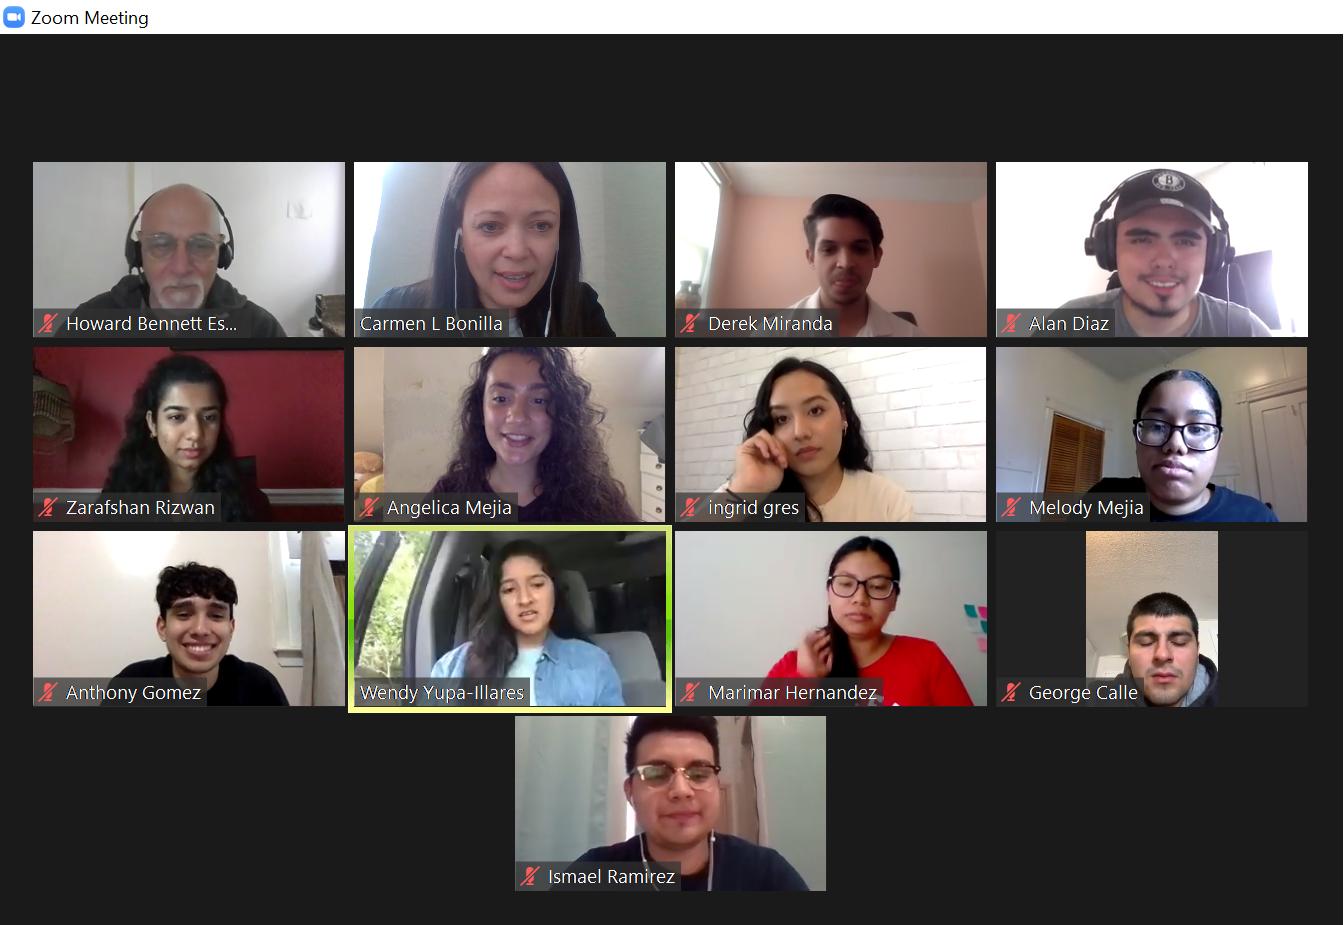 Zoom Meeting
Howard Bennett Es...
Carmen L Bonilla
Derek Miranda
Alan Diaz
Zarafshan Rizwan
Angelica Mejia
ingrid gres
Melody Mejia
Anthony Gomez
Wendy Yupa-Illares
Marimar Hernandez
George Calle
Ismael Ramirez